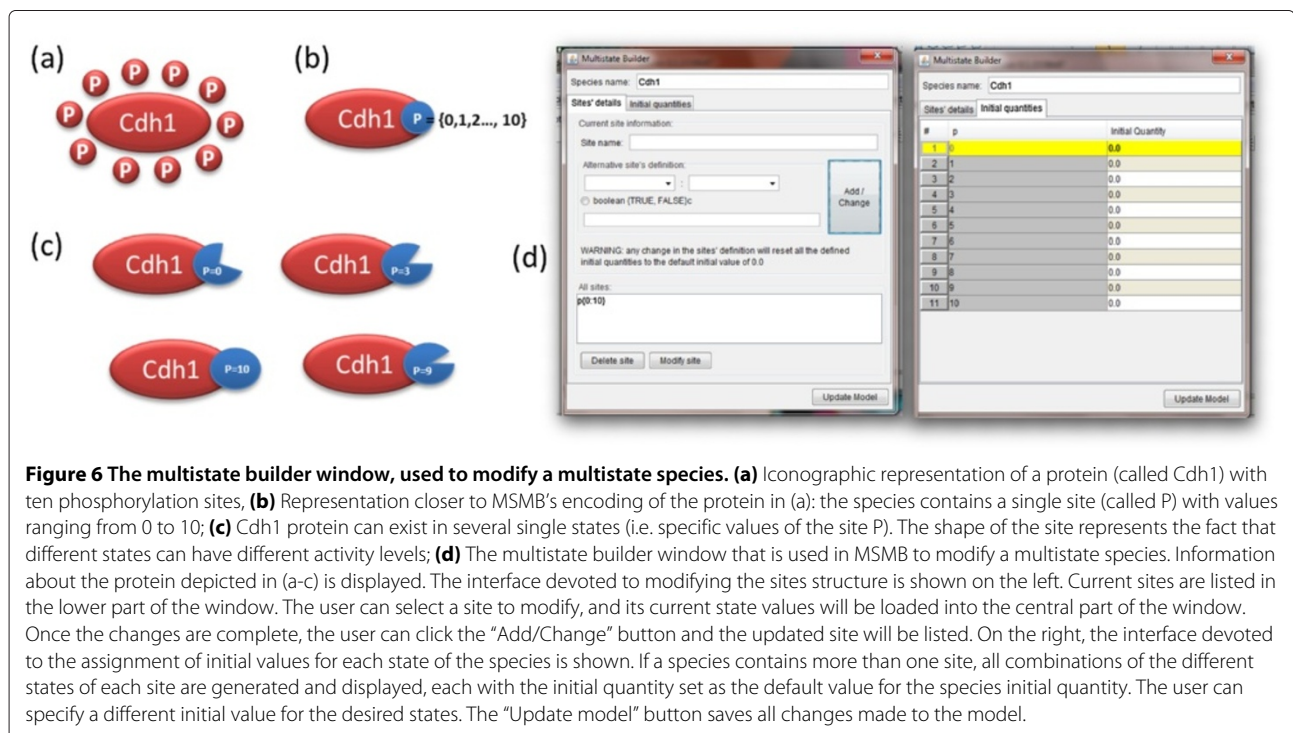 (a)
P P P P P P P P P P
Cdh1
(b)
Cdh1 P = {0,1,2..., 10}
(c)
Cdh1 P=0
Cdh1 P=3
Cdh1 P=10
Cdh1 P=9
(d)
Multistate Builder
Species name: Cdh1
Sites' details Initial quantities
Current site information:
Site name:
Alternative site's definition:
:
boolean (TRUE, FALSE)c
Add / Change
WARNING: any change in the sites' definition will reset all the defined
initial quantities to the default initial value of 0.0
All sites:
p{0:10}
Delete site Modify site
Update Model
Multistate Builder
Species name: Cdh1
Sites' details Initial quantities
# p Initial Quantity
1 0 0.0
2 1 0.0
3 2 0.0
4 3 0.0
5 4 0.0
6 5 0.0
7 6 0.0
8 7 0.0
9 8 0.0
10 9 0.0
11 10 0.0
Update Model
Figure 6 The multistate builder window, used to modify a multistate species. (a) Iconographic representation of a protein (called Cdh1) with
ten phosphorylation sites, (b) Representation closer to MSMB's encoding of the protein in (a): the species contains a single site (called P) with values
ranging from 0 to 10; (c) Cdh1 protein can exist in several single states (i.e. specific values of the site P). The shape of the site represents the fact that
different states can have different activity levels; (d) The multistate builder window that is used in MSMB to modify a multistate species. Information
about the protein depicted in (a-c) is displayed. The interface devoted to modifying the sites structure is shown on the left. Current sites are listed in
the lower part of the window. The user can select a site to modify, and its current state values will be loaded into the central part of the window.
Once the changes are complete, the user can click the "Add/Change" button and the updated site will be listed. On the right, the interface devoted
to the assignment of initial values for each state of the species is shown. If a species contains more than one site, all combinations of the different
states of each site are generated and displayed, each with the initial quantity set as the default value for the species initial quantity. The user can
specify a different initial value for the desired states. The "Update model" button saves all changes made to the model.